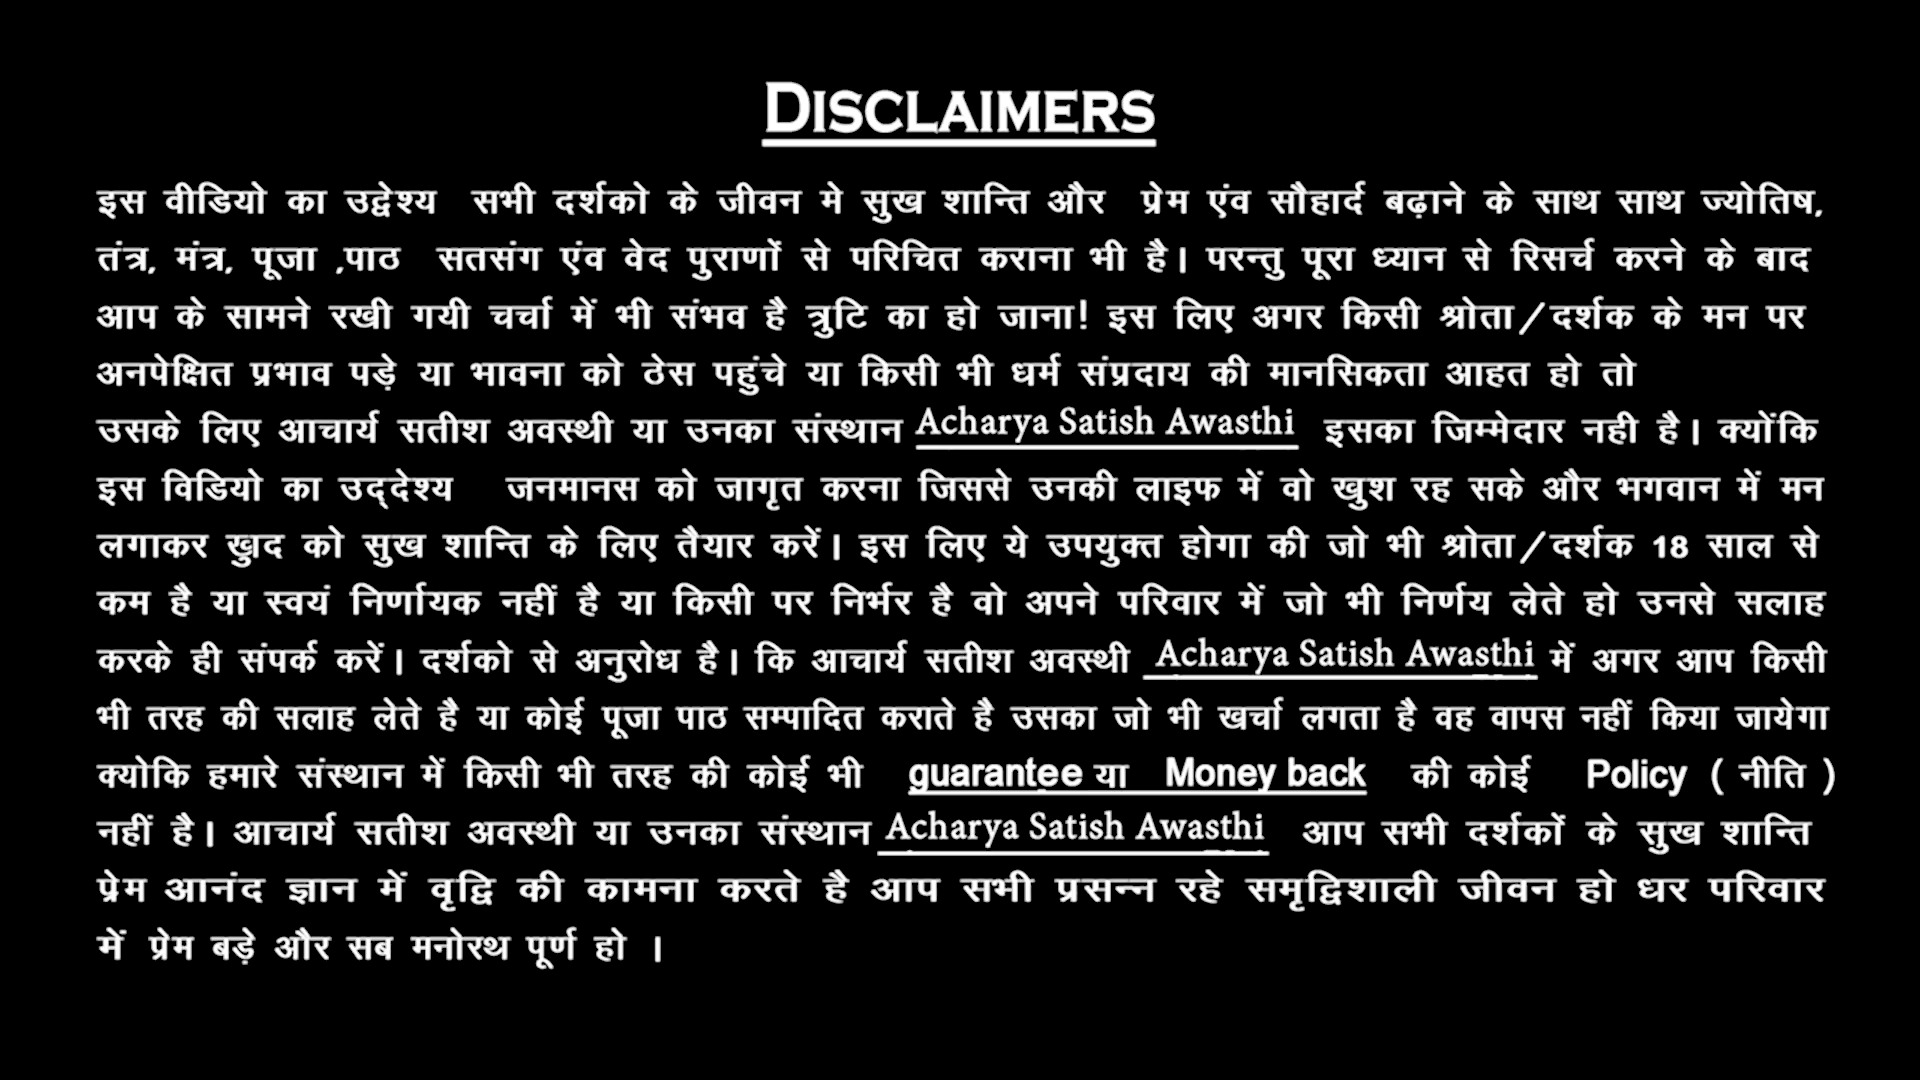 DISCLAIMERS
इस वीडियो का उद्वेश्य सभी दर्शको के जीवन मे सुख शान्ति और प्रेम एंव सौहार्द बढ़ाने के साथ साथ ज्योतिष,
तंत्र, मंत्र, पूजा ,पाठ सतसंग एंव वेद पुराणों से परिचित कराना भी है। परन्तु पूरा ध्यान से रिसर्च करने के बाद
आप के सामने रखी गयी चर्चा में भी संभव है त्रुटि का हो जाना! इस लिए अगर किसी श्रोता/दर्शक के मन पर
अनपेक्षित प्रभाव पड़े या भावना को ठेस पहुंचे या किसी भी धर्म संप्रदाय की मानसिकता आहत हो तो
उसके लिए आचार्य सतीश अवस्थी या उनका संस्थान Acharya Satish Awasthi इसका जिम्मेदार नही है। क्योंकि
इस विडियो का उद्देश्य जनमानस को जागृत करना जिससे उनकी लाइफ में वो खुश रह सके और भगवान में मन
लगाकर खुद को सुख शान्ति के लिए तैयार करें। इस लिए ये उपयुक्त होगा की जो भी श्रोता/दर्शक 18 साल से
कम है या स्वयं निर्णायक नहीं है या किसी पर निर्भर है वो अपने परिवार में जो भी निर्णय लेते हो उनसे सलाह
करके ही संपर्क करें। दर्शको से अनुरोध है। कि आचार्य सतीश अवस्थी Acharya Satish Awasthi में अगर आप किसी
भी तरह की सलाह लेते है या कोई पूजा पाठ सम्पादित कराते है उसका जो भी खर्चा लगता है वह वापस नहीं किया जायेगा
क्योकि हमारे संस्थान में किसी भी तरह की कोई भी guarantee या Money back की कोई Policy ( नीति )
नहीं है। आचार्य सतीश अवस्थी या उनका संस्थान Acharya Satish Awasthi आप सभी दर्शकों के सुख शान्ति
प्रेम आनंद ज्ञान में वृद्वि की कामना करते है आप सभी प्रसन्न रहे समृद्विशाली जीवन हो धर परिवार
में प्रेम बड़े और सब मनोरथ पूर्ण हो ।